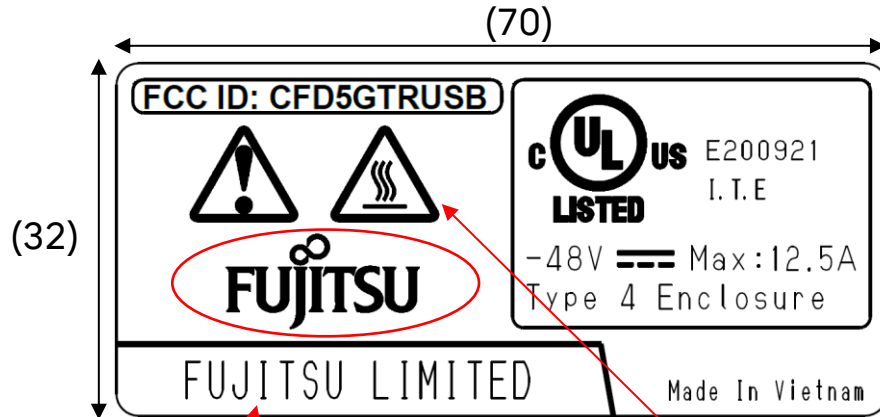 (70)
(32)
FCC ID: CFD5GTRUSB
C UL US
LISTED
E200921
I.T.E
-48V Max:12.5A
Type 4 Enclosure
FUJITSU
FUJITSU LIMITED
Made In Vietnam